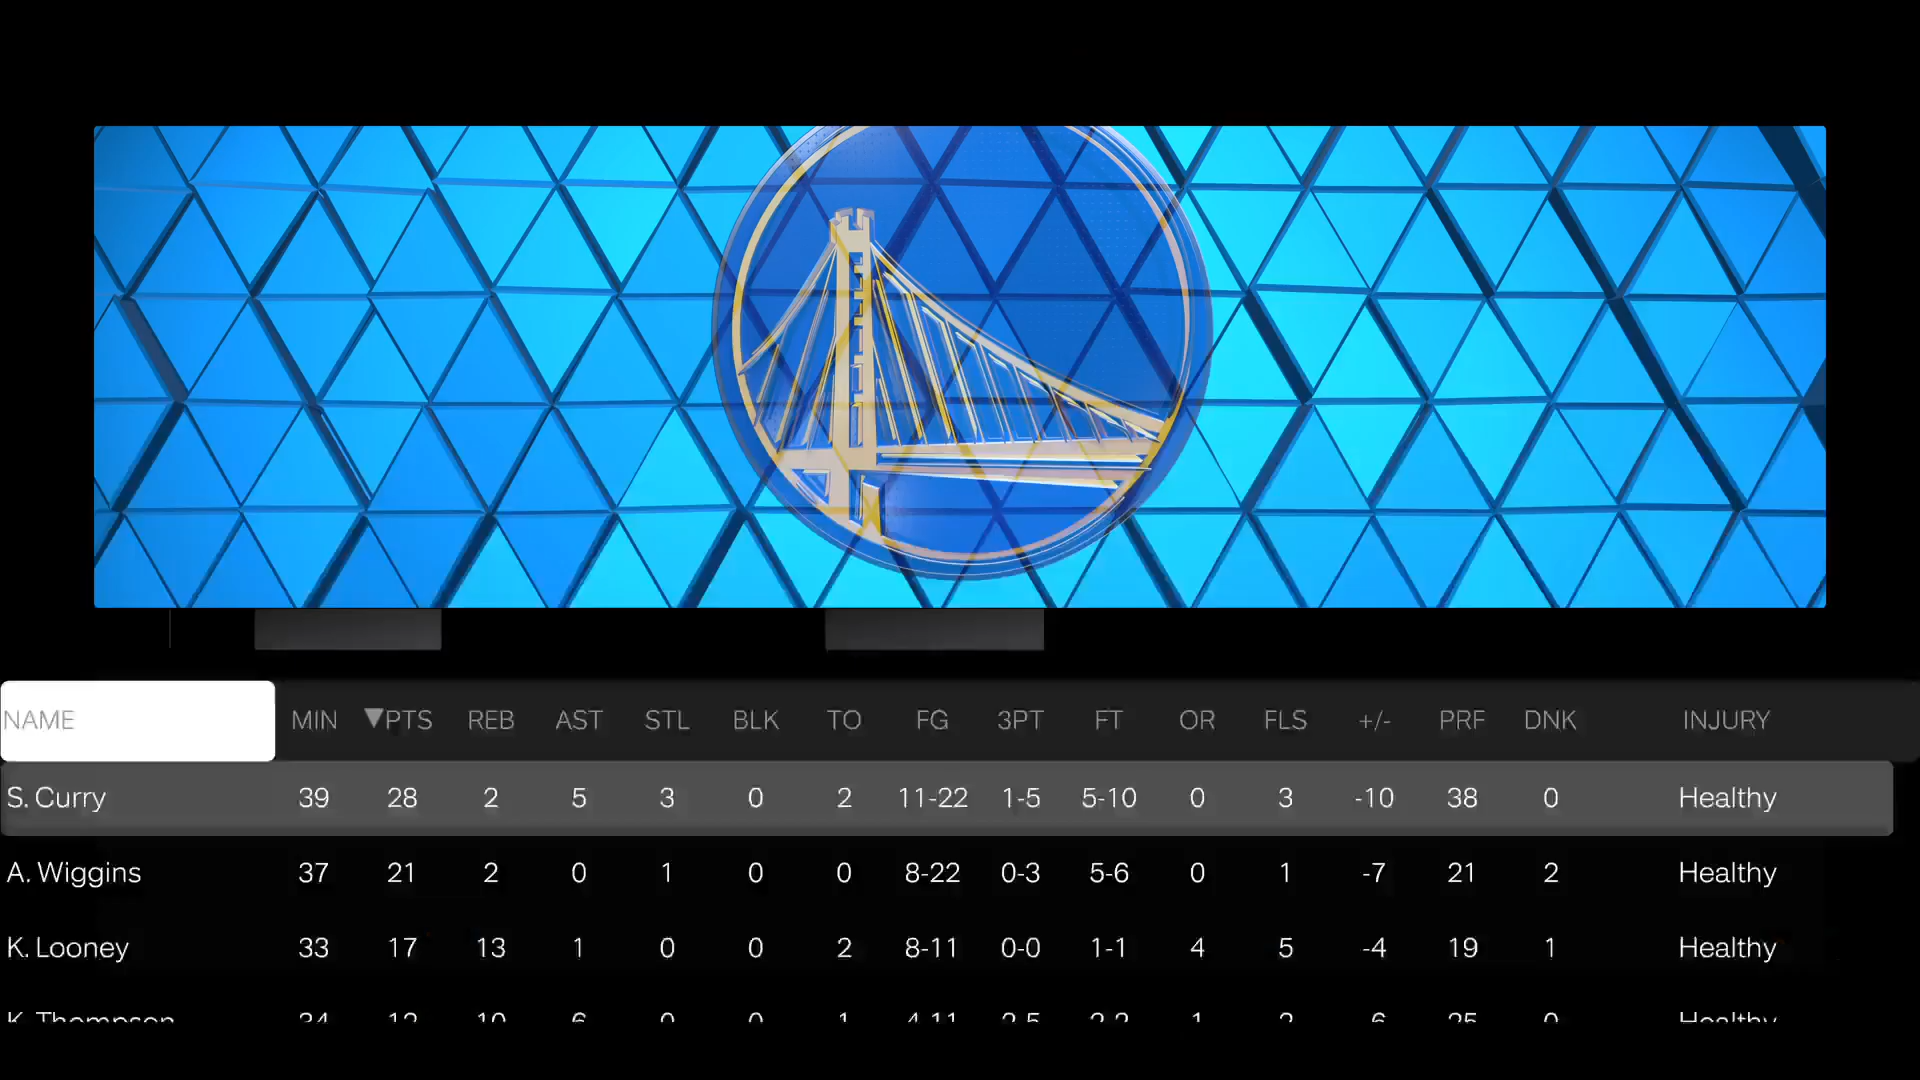 NAME MIN ▼PTS REB AST STL BLK TO FG 3PT FT OR FLS +/- PRF DNK INJURY
S. Curry 39 28 2 5 3 0 2 11-22 1-5 5-10 0 3 -10 38 0 Healthy
A. Wiggins 37 21 2 0 1 0 0 8-22 0-3 5-6 0 1 -7 21 2 Healthy
K. Looney 33 17 13 1 0 0 2 8-11 0-0 1-1 4 5 -4 19 1 Healthy
K. Thompson 10 1 Healthy